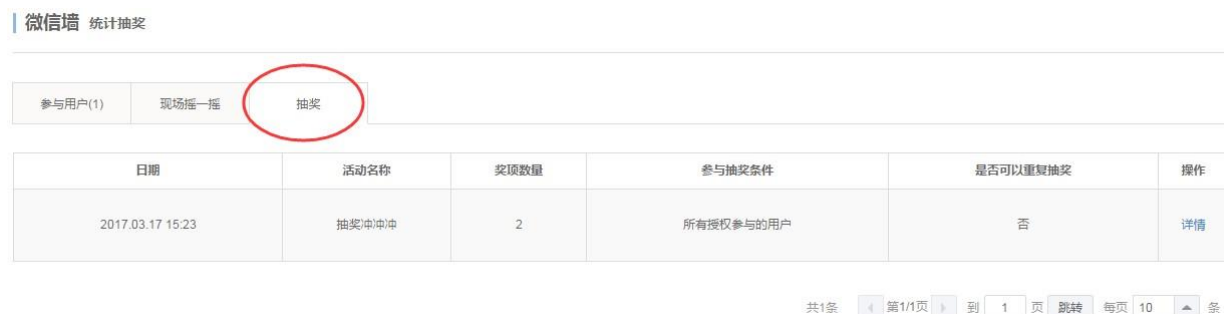 微信墙 统计抽奖
参与用户(1) 现场摇一摇 抽奖
日期 活动名称 奖项数量 参与抽奖条件 是否可以重复抽奖 操作
2017.03.17 15:23 抽奖冲冲冲 2 所有授权参与的用户 否 详情
共1条 第1/1页 到 1 页 跳转 每页 10 条